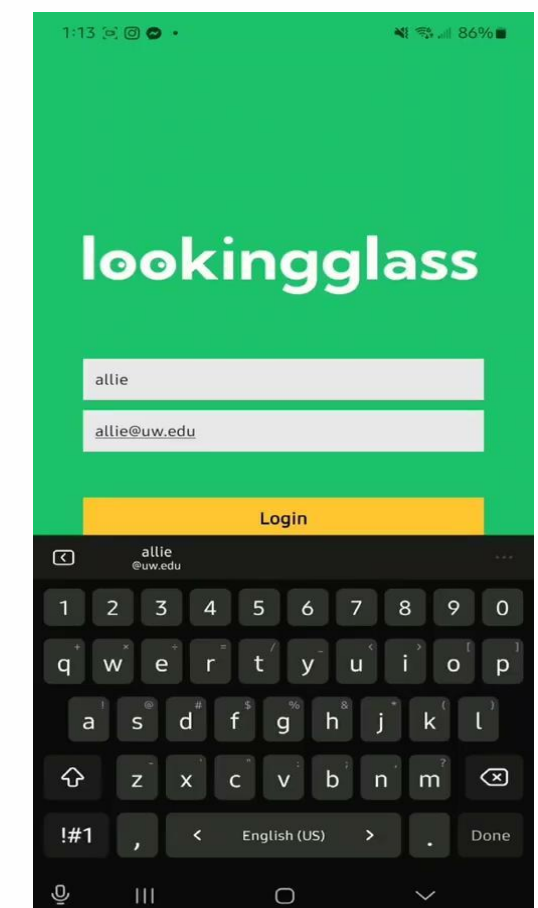 1:13 86%
lookingglass
allie
allie@uw.edu
Login
allie
@uw.edu
1 2 3 4 5 6 7 8 9 0
+ × ÷ = / _ < > [ ]
q w e r t y u i o p
! @ # $ % & * ( )
a s d f g h j k l
- ' " : ; , ?
z x c v b n m
!#1 , < English (US) > . Done